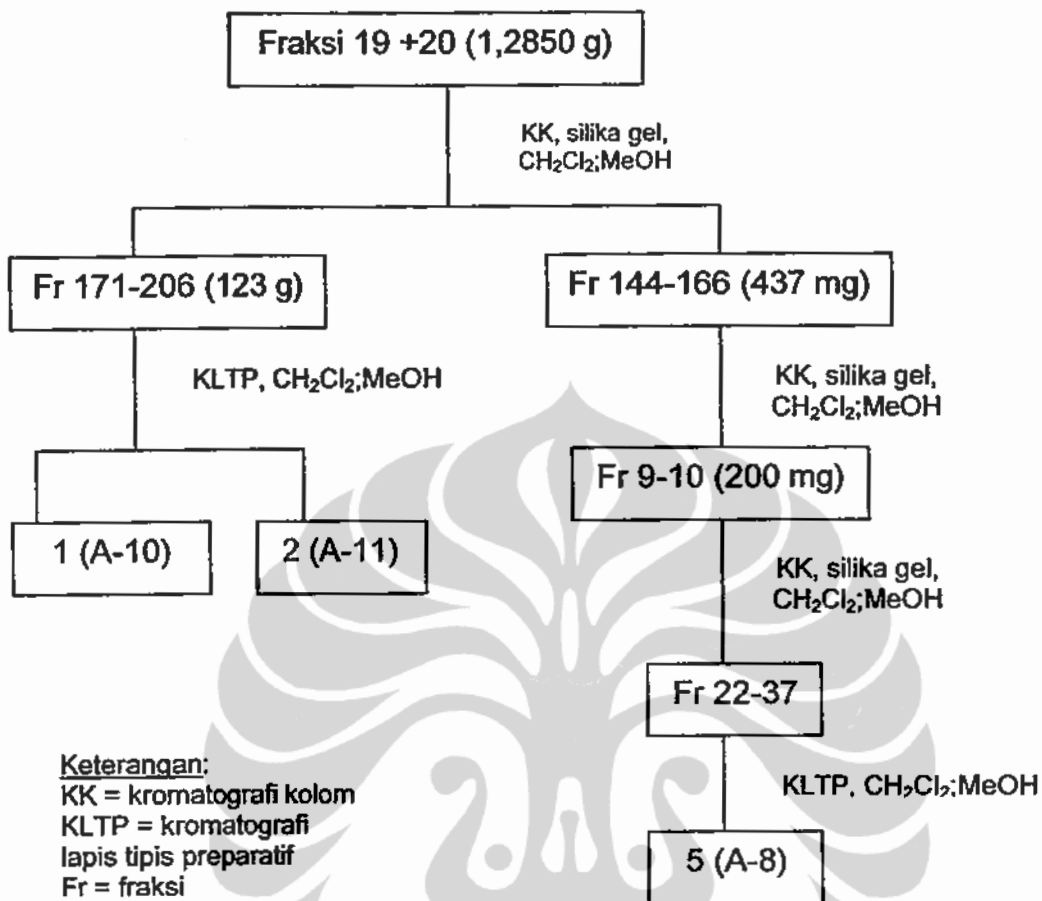 Fraksi 19 +20 (1,2850 g)
KK, silika gel,
CH₂Cl₂;MeOH
Fr 171-206 (123 g)
Fr 144-166 (437 mg)
KLTP, CH₂Cl₂;MeOH
KK, silika gel,
CH₂Cl₂;MeOH
Fr 9-10 (200 mg)
1 (A-10)
2 (A-11)
KK, silika gel,
CH₂Cl₂;MeOH
Fr 22-37
KLTP, CH₂Cl₂;MeOH
5 (A-8)
Keterangan:
KK = kromatografi kolom
KLTP = kromatografi
lapis tipis preparatif
Fr = fraksi